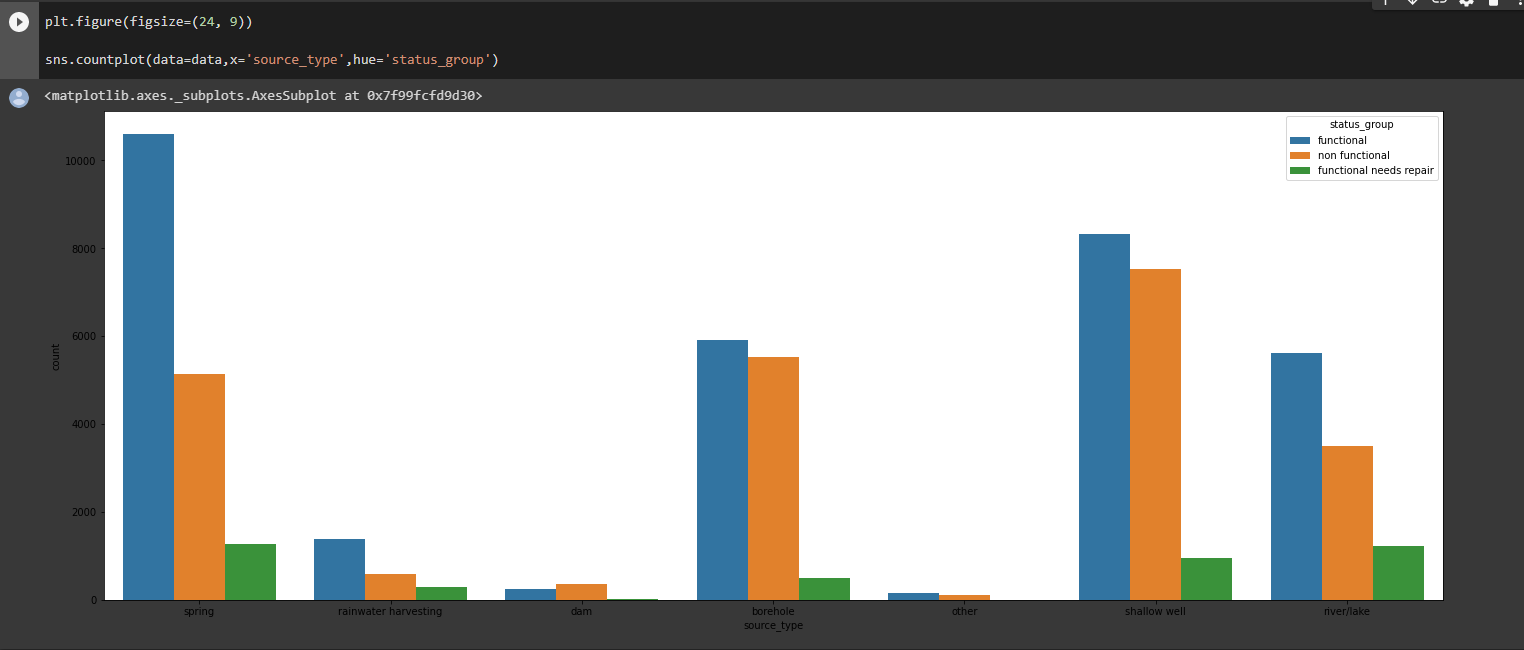 plt.figure(figsize=(24, 9))
sns.countplot(data=data,x='source_type',hue='status_group')
<matplotlib.axes._subplots.AxesSubplot at 0x7f99fcfd9d30>
status_group
functional
non functional
functional needs repair
10000
8000
6000
4000
2000
0
count
spring
rainwater harvesting
dam
borehole
other
shallow well
river/lake
source_type